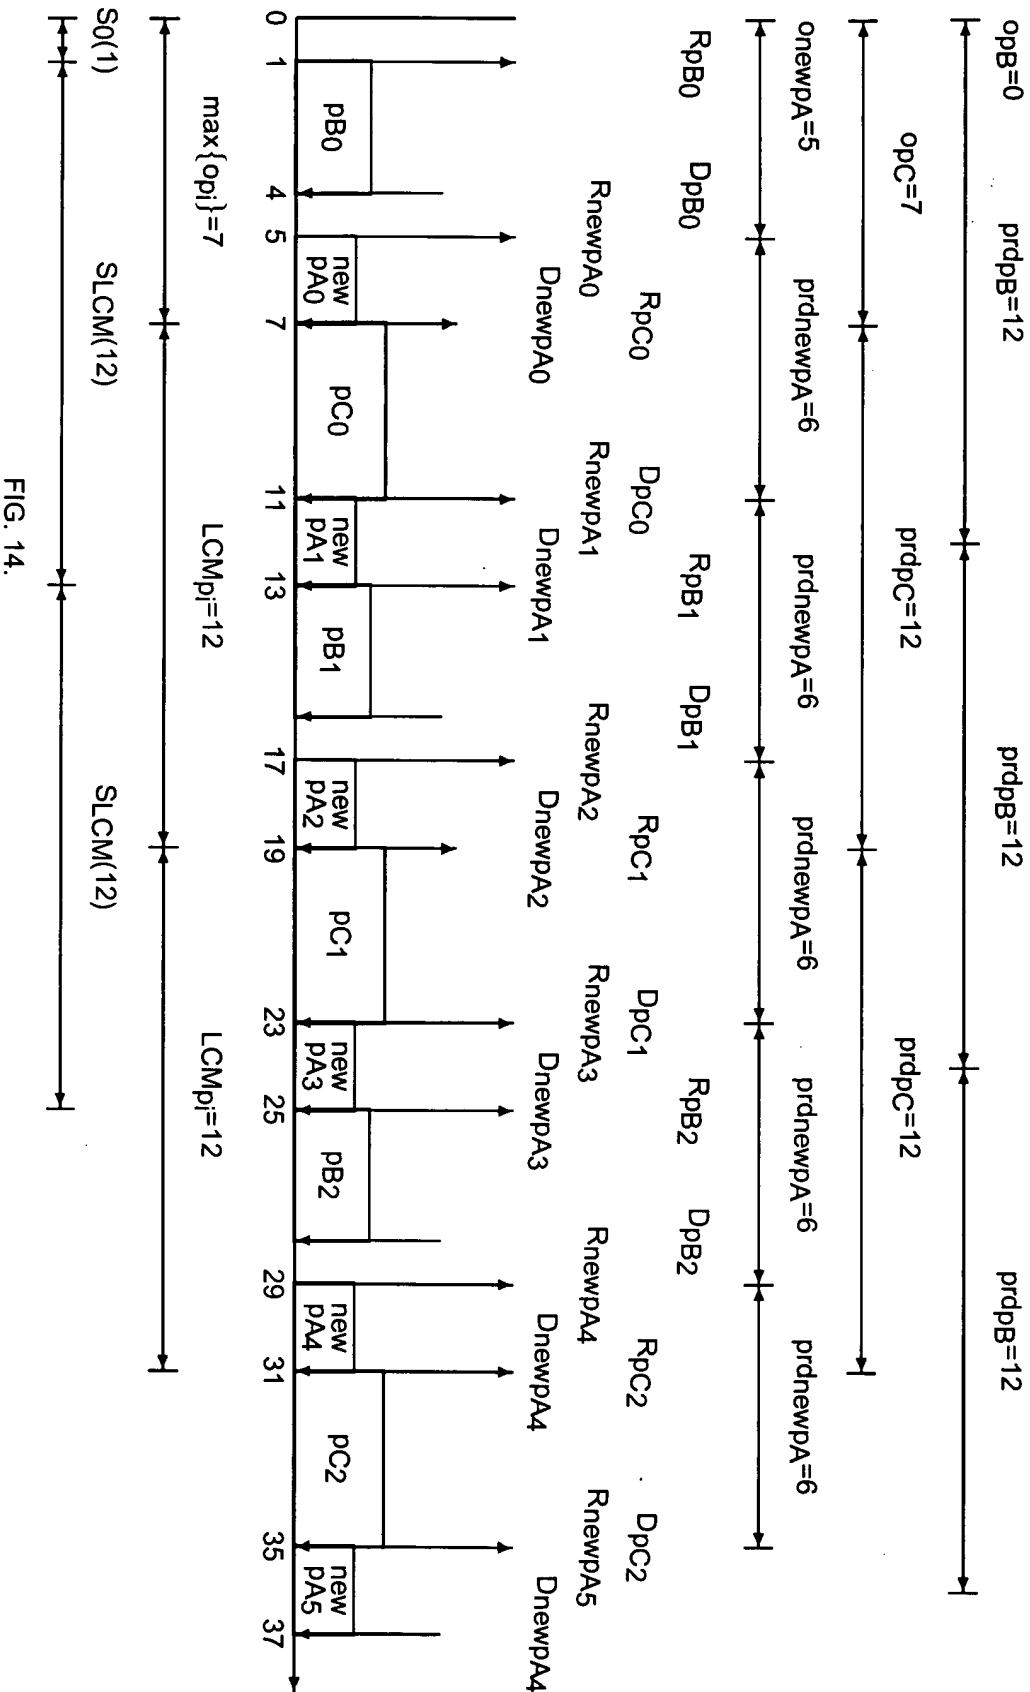 opB=0 prdpB=12 prdpB=12 prdpB=12
opC=7 prdpC=12 prdpC=12
onewpA=5 prdnewpA=6 prdnewpA=6 prdnewpA=6 prdnewpA=6 prdnewpA=6
RpB0 DpB0 RpB1 DpB1 RpB2 DpB2
RpC0 DpC0 RpC1 DpC1 RpC2 DpC2
RnewpA0 RnewpA1 RnewpA2 RnewpA3 RnewpA4 RnewpA5
DnewpA0 DnewpA1 DnewpA2 DnewpA3 DnewpA4 DnewpA4
pB0 new pC0 new pB1 new pC1 new pB2 new pC2 new
pA0 pA1 pA2 pA3 pA4 pA5
0 1 4 5 7 11 13 17 19 23 25 29 31 35 37
max{opi}=7 LCMpi=12 LCMpi=12
S0(1) SLCM(12) SLCM(12)
FIG. 14.